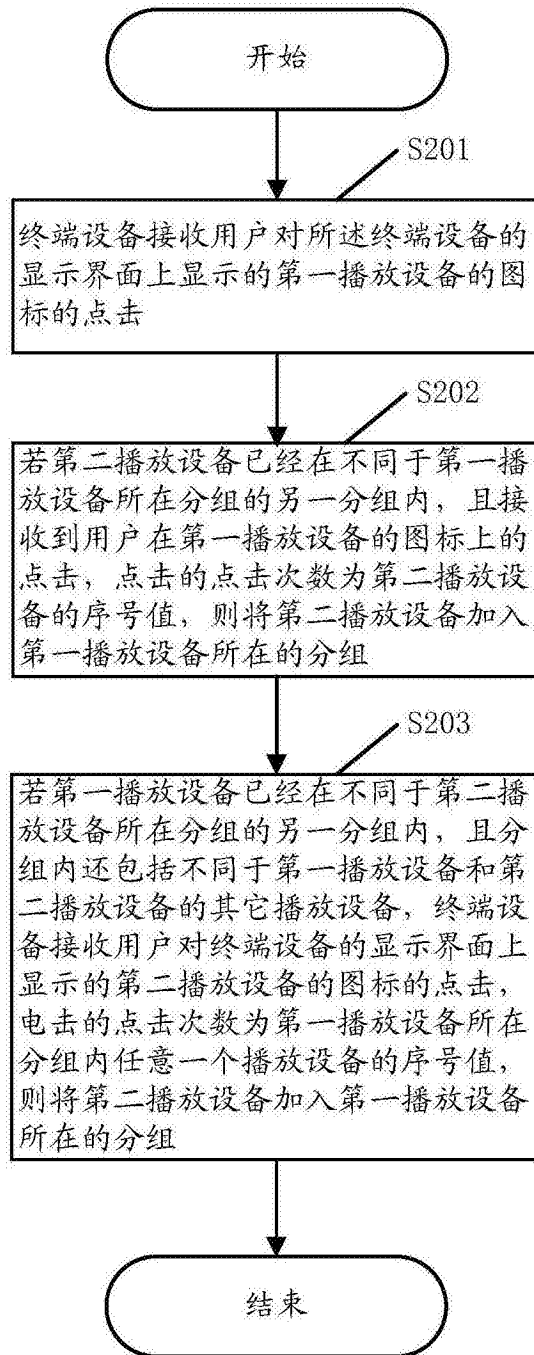 开始
S201
终端设备接收用户对所述终端设备的
显示界面上显示的第一播放设备的图
标的点击
S202
若第二播放设备已经在不同于第一播
放设备所在分组的另一分组内，且接
收到用户在第一播放设备的图标上的
点击，点击的点击次数为第二播放设
备的序号值，则将第二播放设备加入
第一播放设备所在的分组
S203
若第一播放设备已经在不同于第二播
放设备所在分组的另一分组内，且分
组内还包括不同于第一播放设备和第
二播放设备的其它播放设备，终端设
备接收用户对终端设备的显示界面上
显示的第二播放设备的图标的点击，
电击的点击次数为第一播放设备所在
分组内任意一个播放设备的序号值，
则将第二播放设备加入第一播放设备
所在的分组
结束